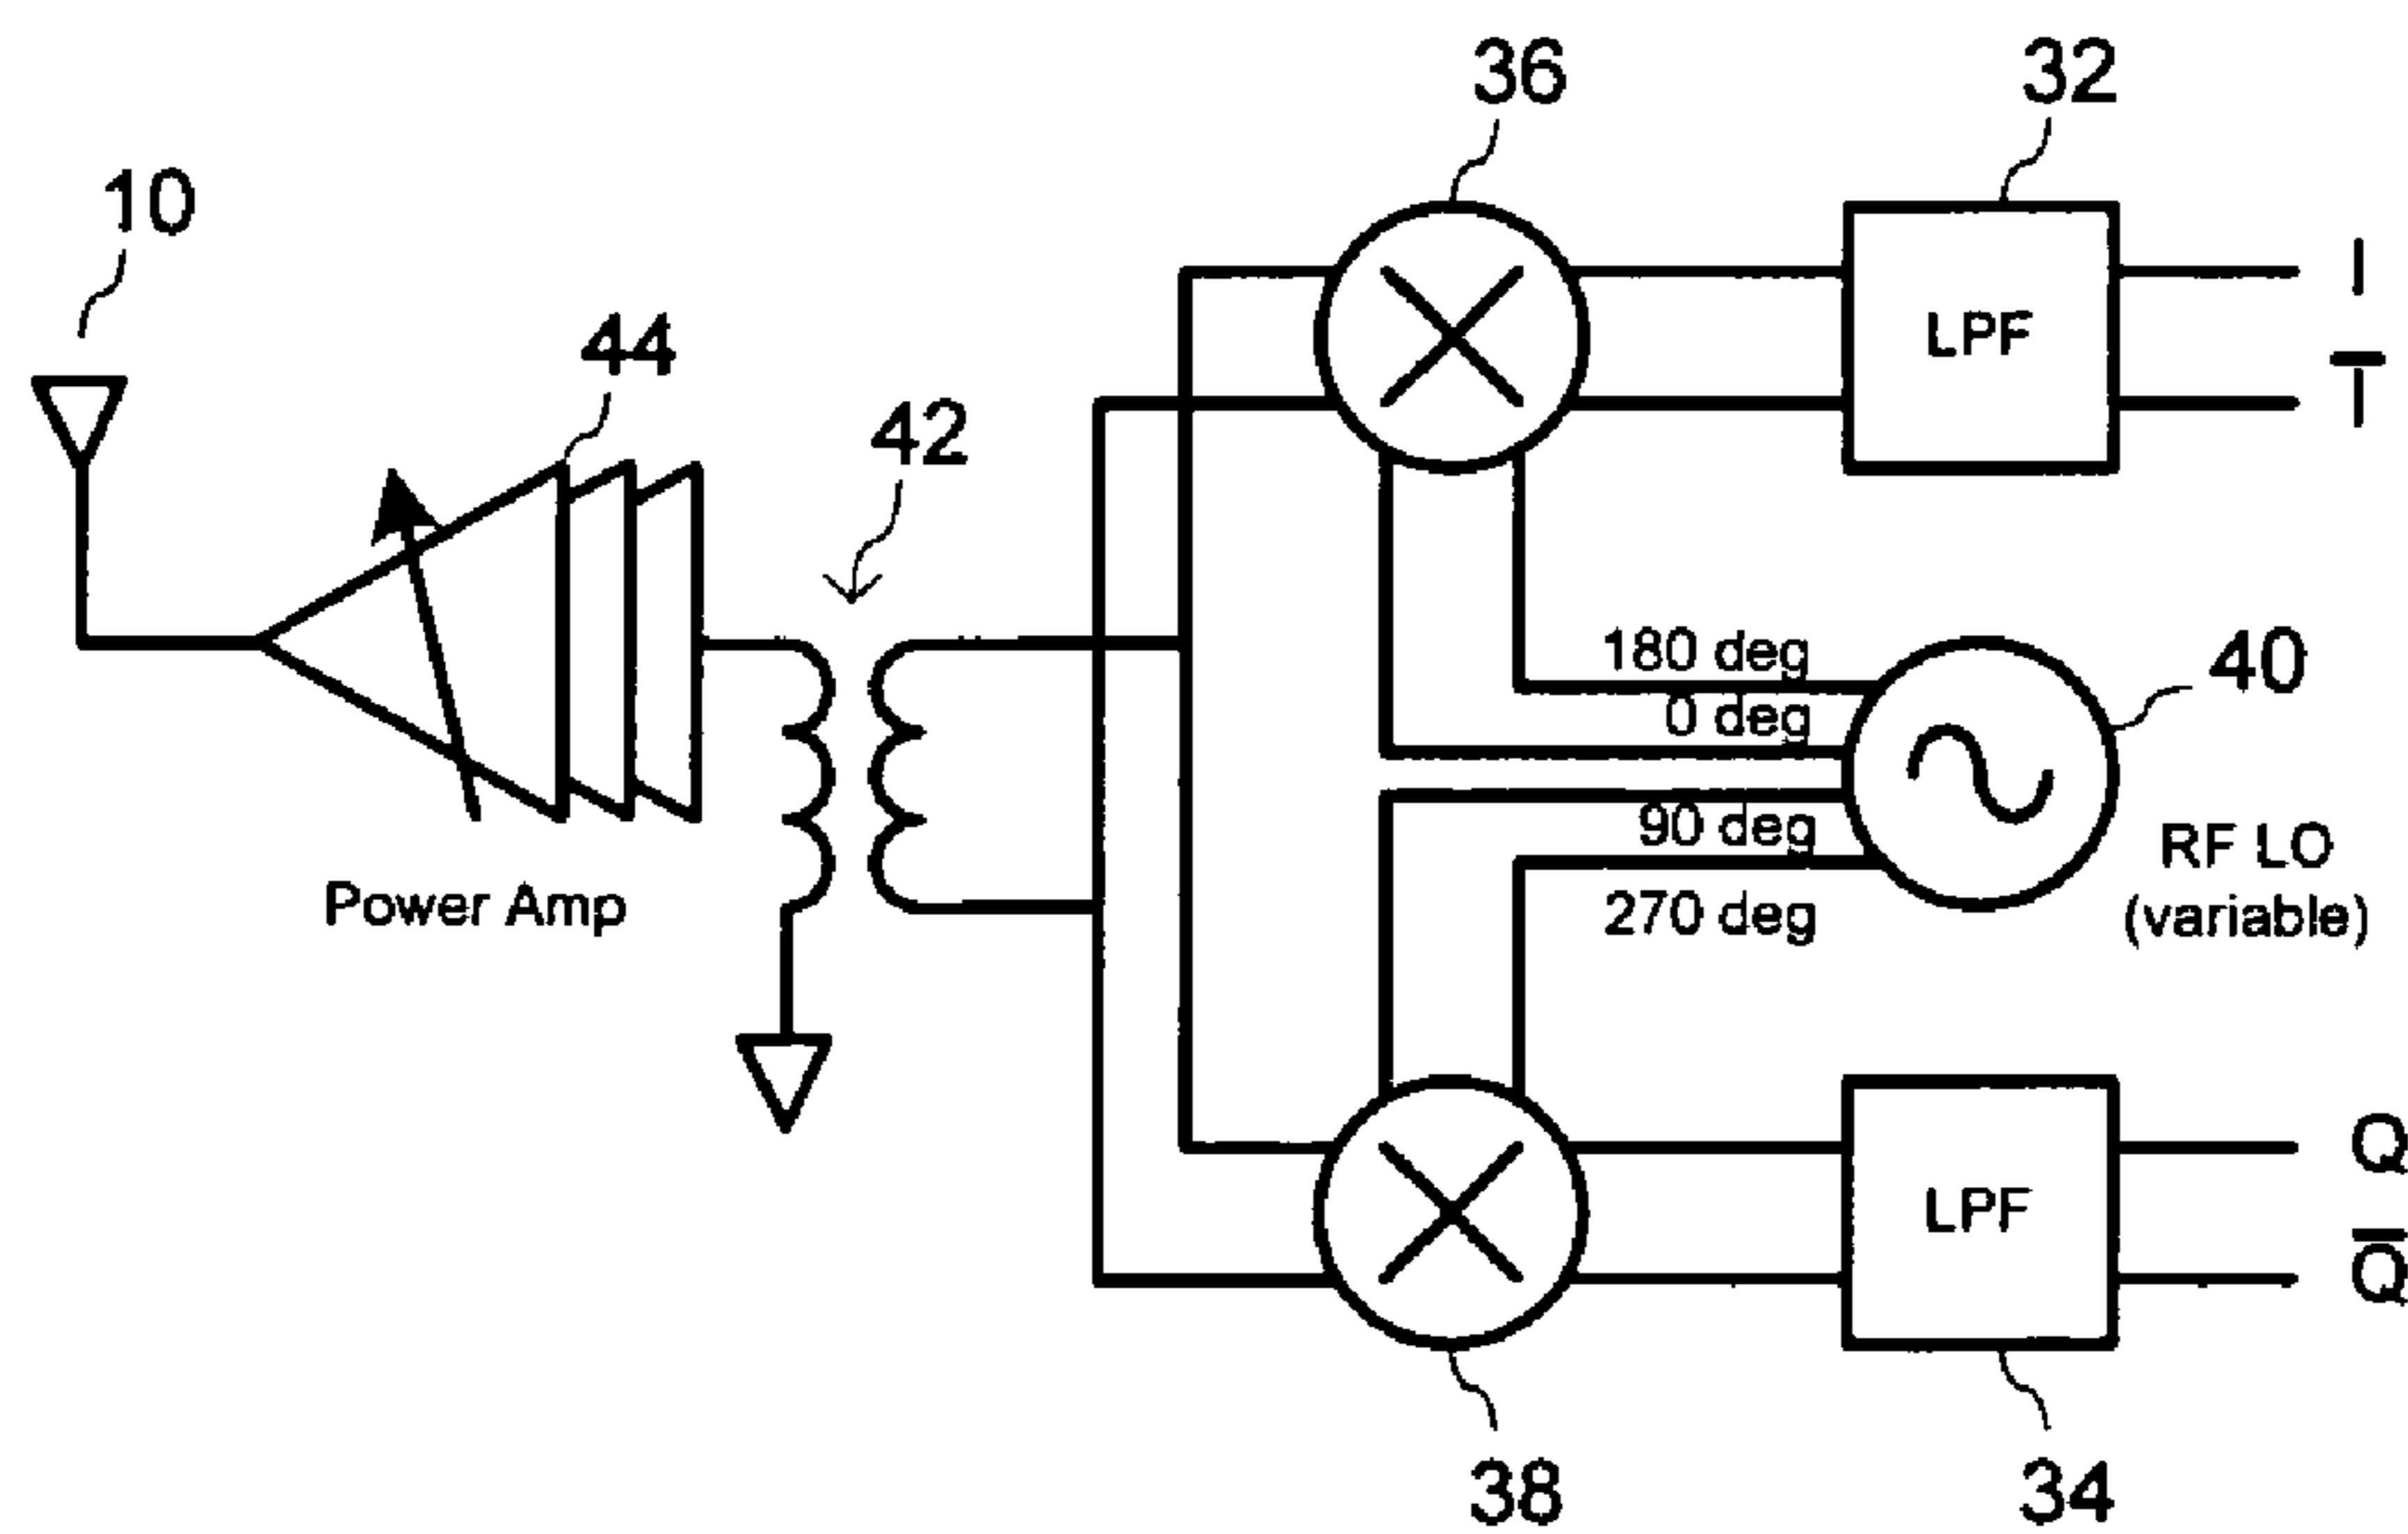 36
32
10
I
44
LPF
T̅
42
180 deg
40
0 deg
90 deg
RF LO
Power Amp
270 deg
(variable)
Q
LPF
Q̅
38
34